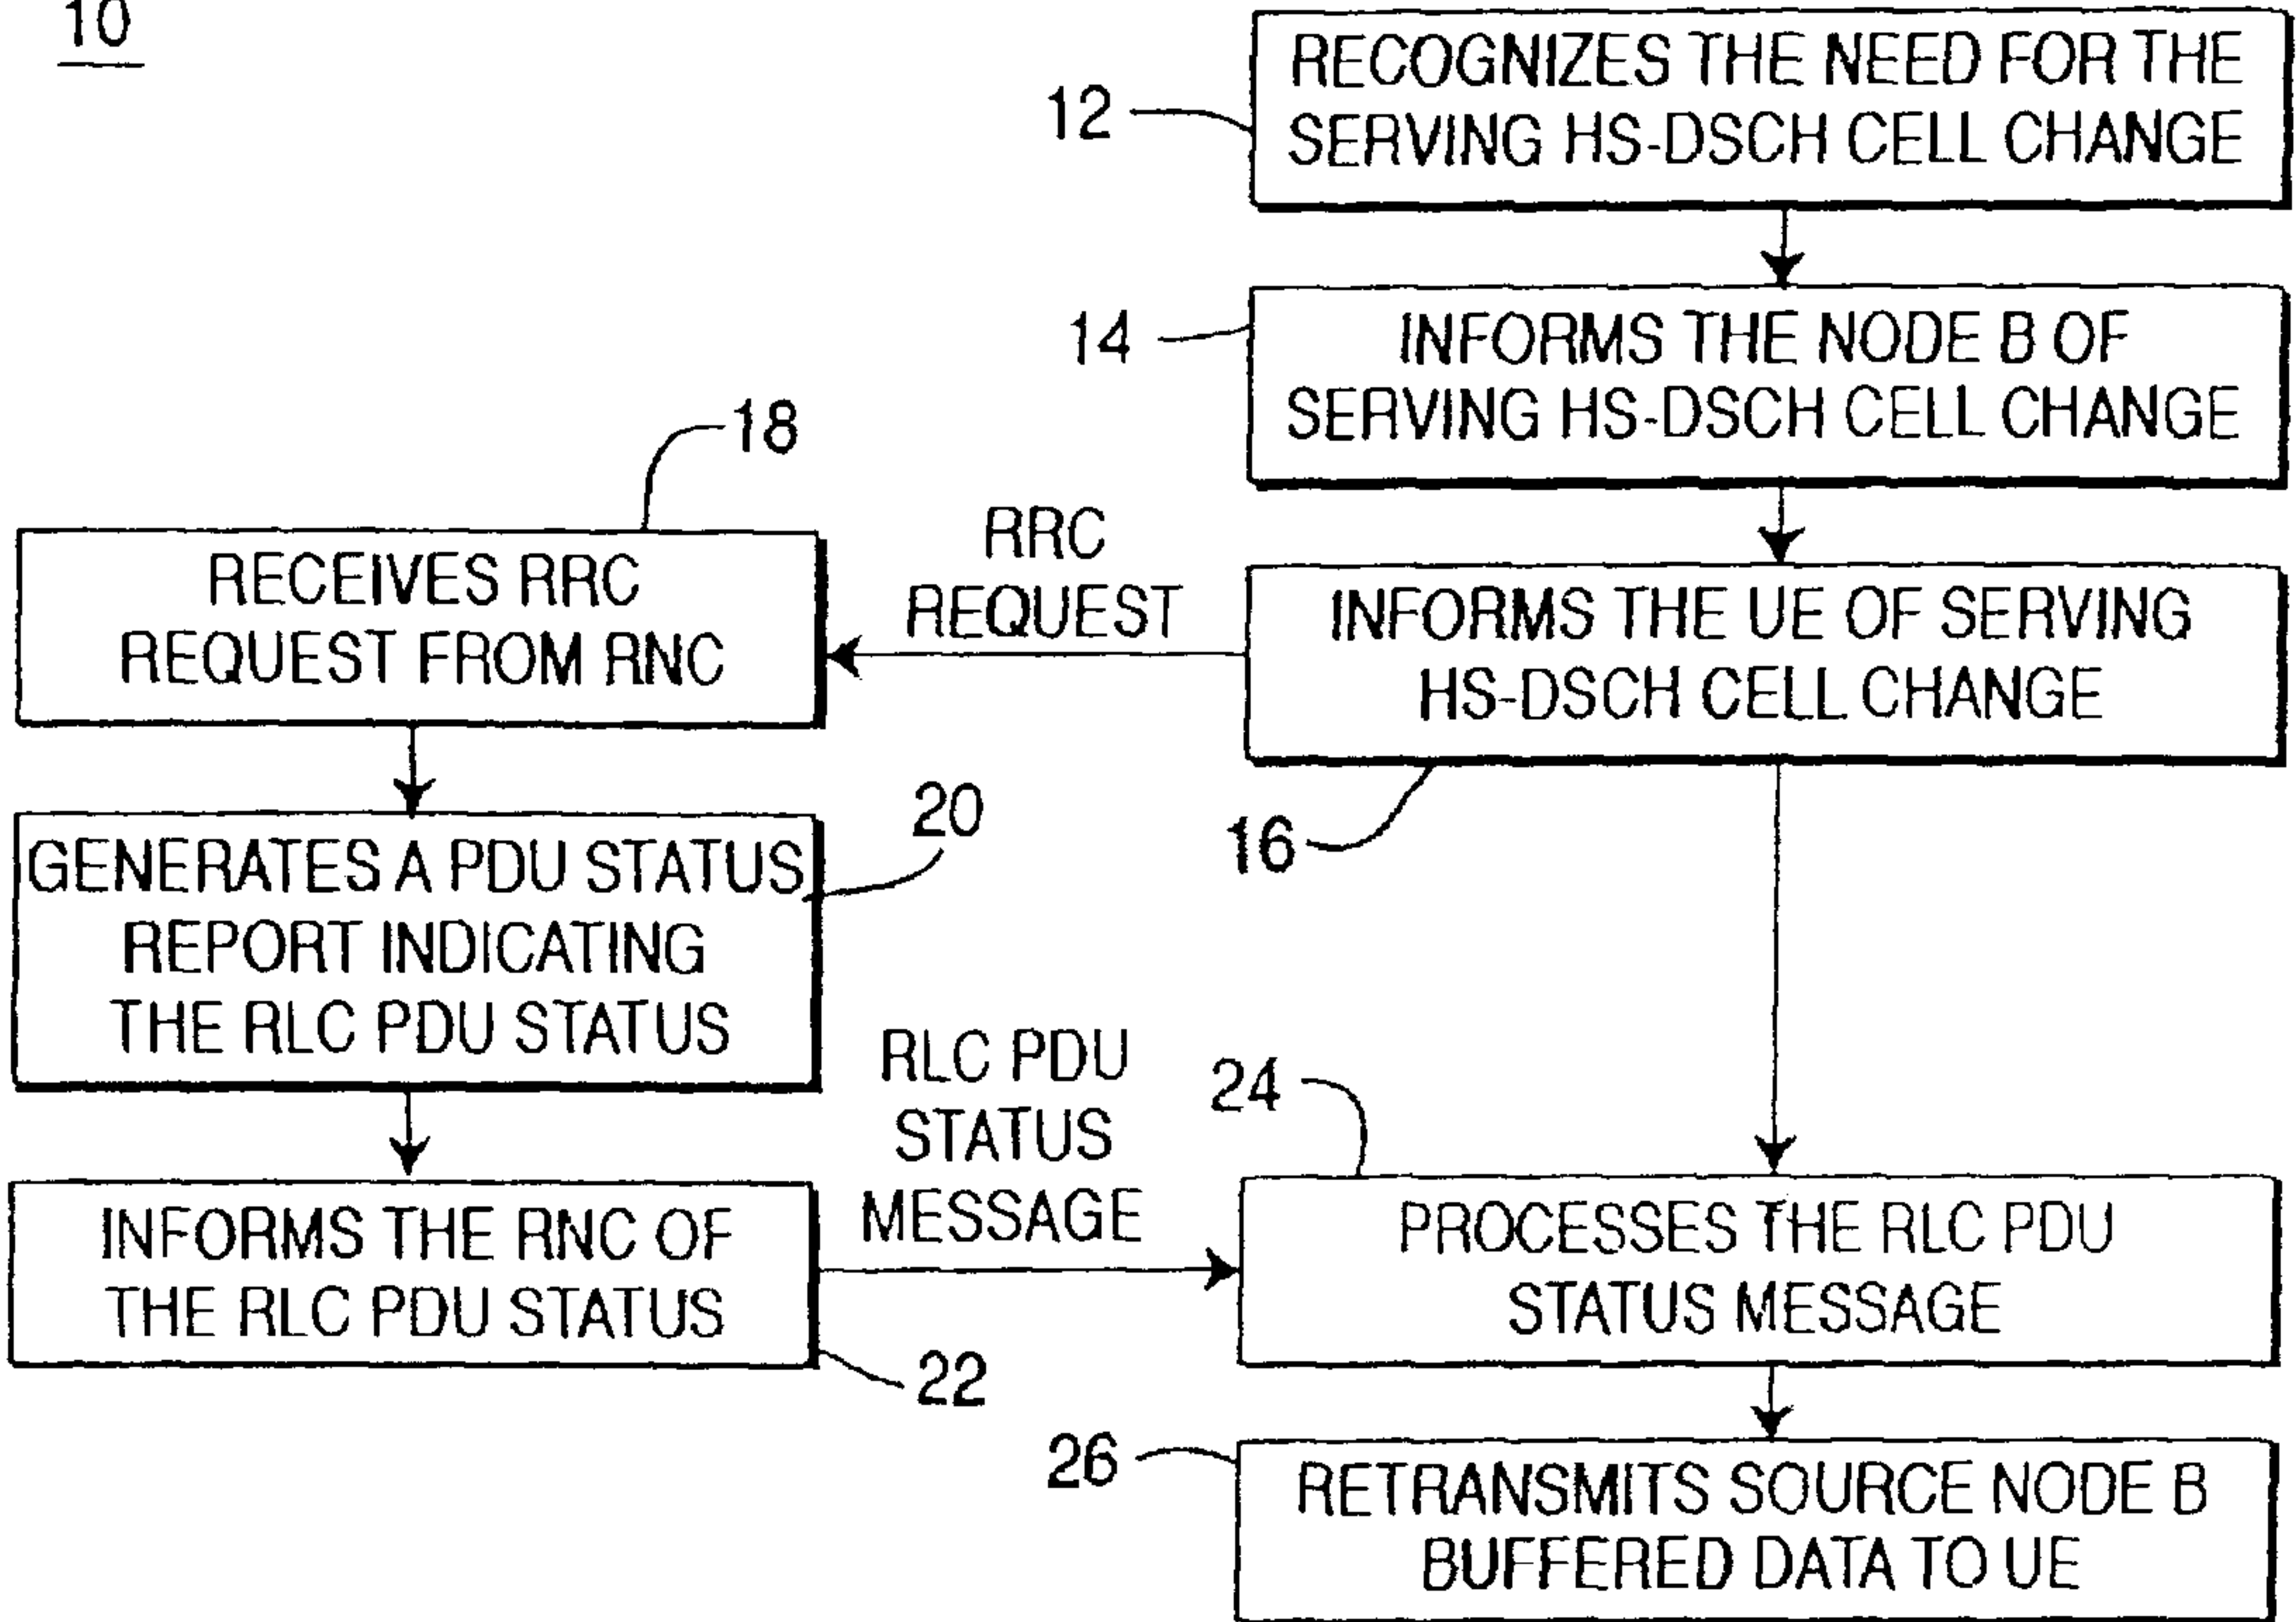 10
12
RECOGNIZES THE NEED FOR THE
SERVING HS-DSCH CELL CHANGE
14
INFORMS THE NODE B OF
SERVING HS-DSCH CELL CHANGE
18
RECEIVES RRC
REQUEST FROM RNC
RRC
REQUEST
INFORMS THE UE OF SERVING
HS-DSCH CELL CHANGE
16
20
GENERATES A PDU STATUS
REPORT INDICATING
THE RLC PDU STATUS
INFORMS THE RNC OF
THE RLC PDU STATUS
22
RLC PDU
STATUS
MESSAGE
24
PROCESSES THE RLC PDU
STATUS MESSAGE
26
RETRANSMITS SOURCE NODE B
BUFFERED DATA TO UE